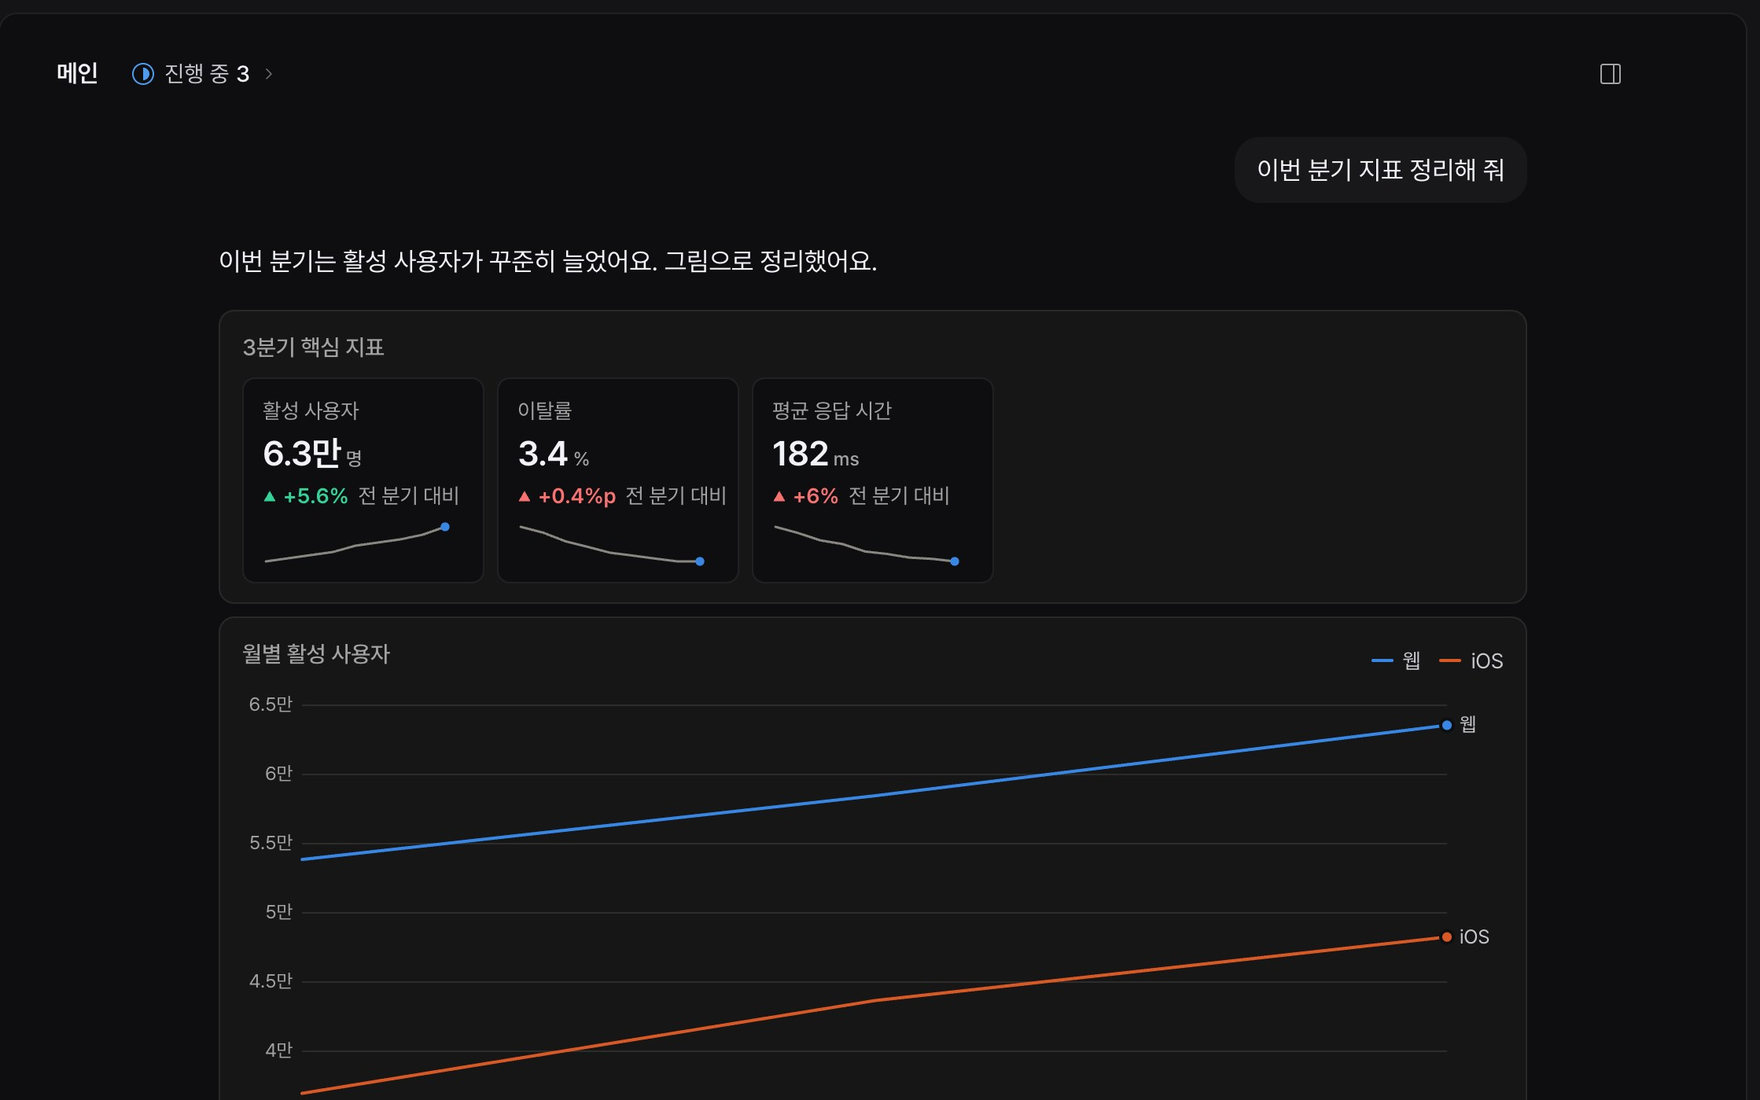 메인 진행 중 3
이번 분기 지표 정리해 줘
이번 분기는 활성 사용자가 꾸준히 늘었어요. 그림으로 정리했어요.
3분기 핵심 지표
활성 사용자
6.3만 명
▲ +5.6% 전 분기 대비
이탈률
3.4 %
▲ +0.4%p 전 분기 대비
평균 응답 시간
182 ms
▲ +6% 전 분기 대비
월별 활성 사용자
웹 iOS
6.5만
웹
6만
5.5만
5만
iOS
4.5만
4만